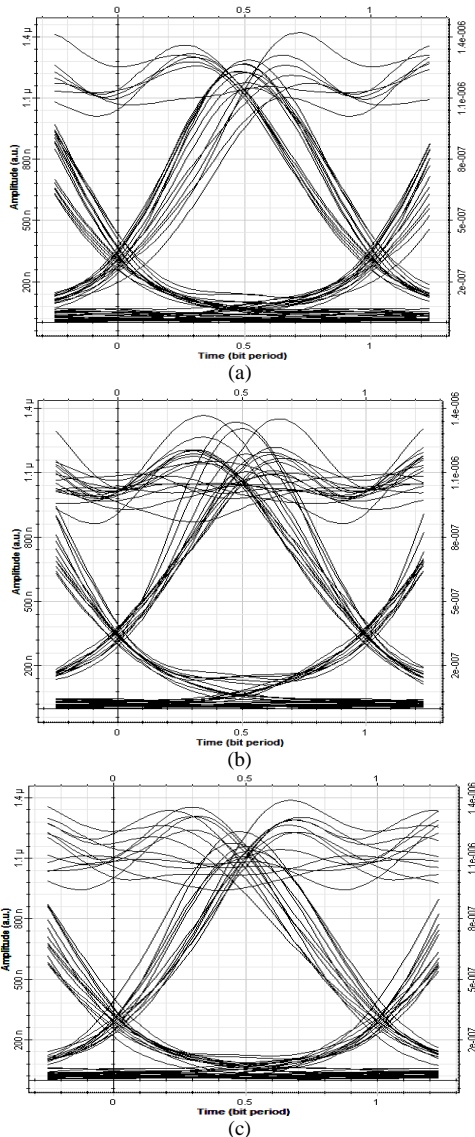 0 0.5 1
1.4 µ 1.4e-006
1.1 µ 1.1e-006
800 n 8e-007
500 n 5e-007
200 n 2e-007
Amplitude (a.u.)
0 0.5 1
Time (bit period)
(a)
0 0.5 1
1.4 µ 1.4e-006
1.1 µ 1.1e-006
800 n 8e-007
500 n 5e-007
200 n 2e-007
Amplitude (a.u.)
0 0.5 1
Time (bit period)
(b)
0 0.5 1
1.4 µ 1.4e-006
1.1 µ 1.1e-006
800 n 8e-007
500 n 5e-007
200 n 2e-007
Amplitude (a.u.)
0 0.5 1
Time (bit period)
(c)